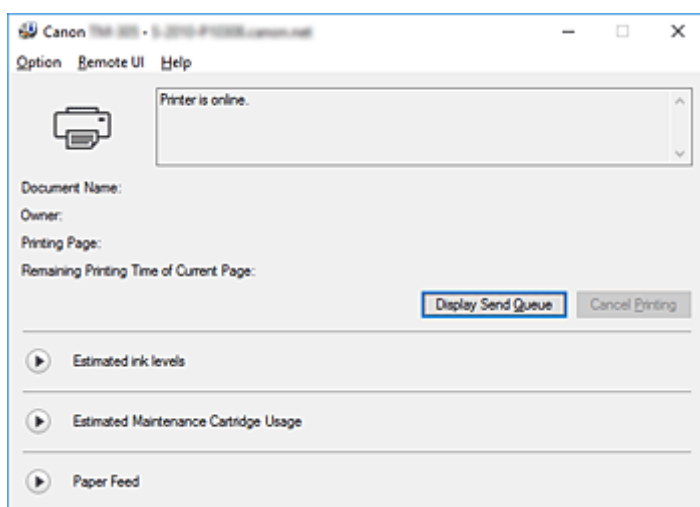 Canon
Option Remote UI Help
Printer is online.
Document Name:
Owner:
Printing Page:
Remaining Printing Time of Current Page:
Display Send Queue Cancel Printing
Estimated ink levels
Estimated Maintenance Cartridge Usage
Paper Feed